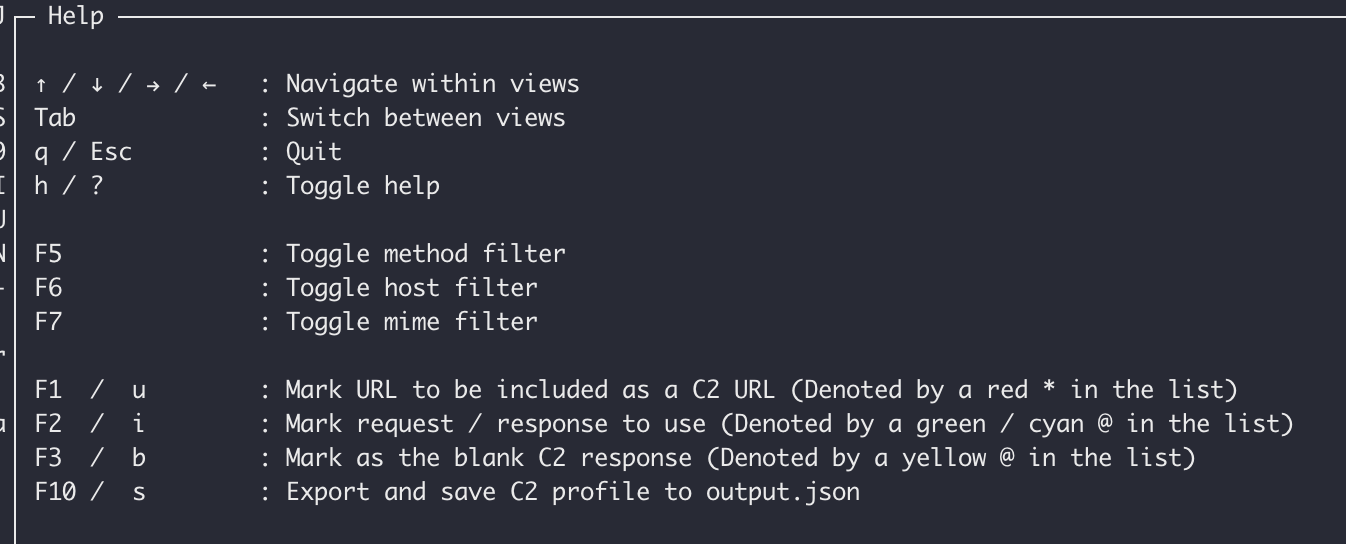 Help
↑ / ↓ / → / ←   : Navigate within views
Tab             : Switch between views
q / Esc         : Quit
h / ?           : Toggle help
F5              : Toggle method filter
F6              : Toggle host filter
F7              : Toggle mime filter
F1  /  u        : Mark URL to be included as a C2 URL (Denoted by a red * in the list)
F2  /  i        : Mark request / response to use (Denoted by a green / cyan @ in the list)
F3  /  b        : Mark as the blank C2 response (Denoted by a yellow @ in the list)
F10 /  s        : Export and save C2 profile to output.json